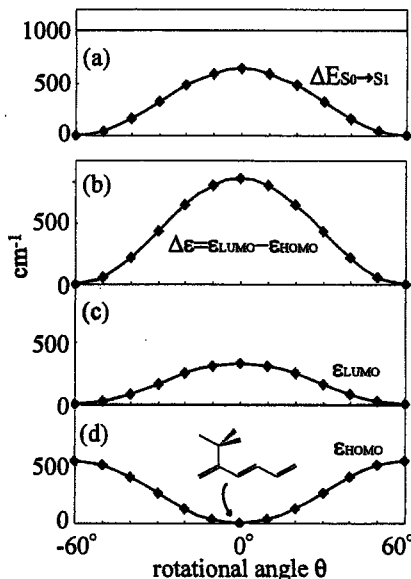 1000
(a)
ΔES0→S1
500
0
(b)
500
Δε=εLUMO−εHOMO
0
cm-1
(c)
500
εLUMO
0
(d)
εHOMO
500
0
-60°
0°
60°
rotational angle θ